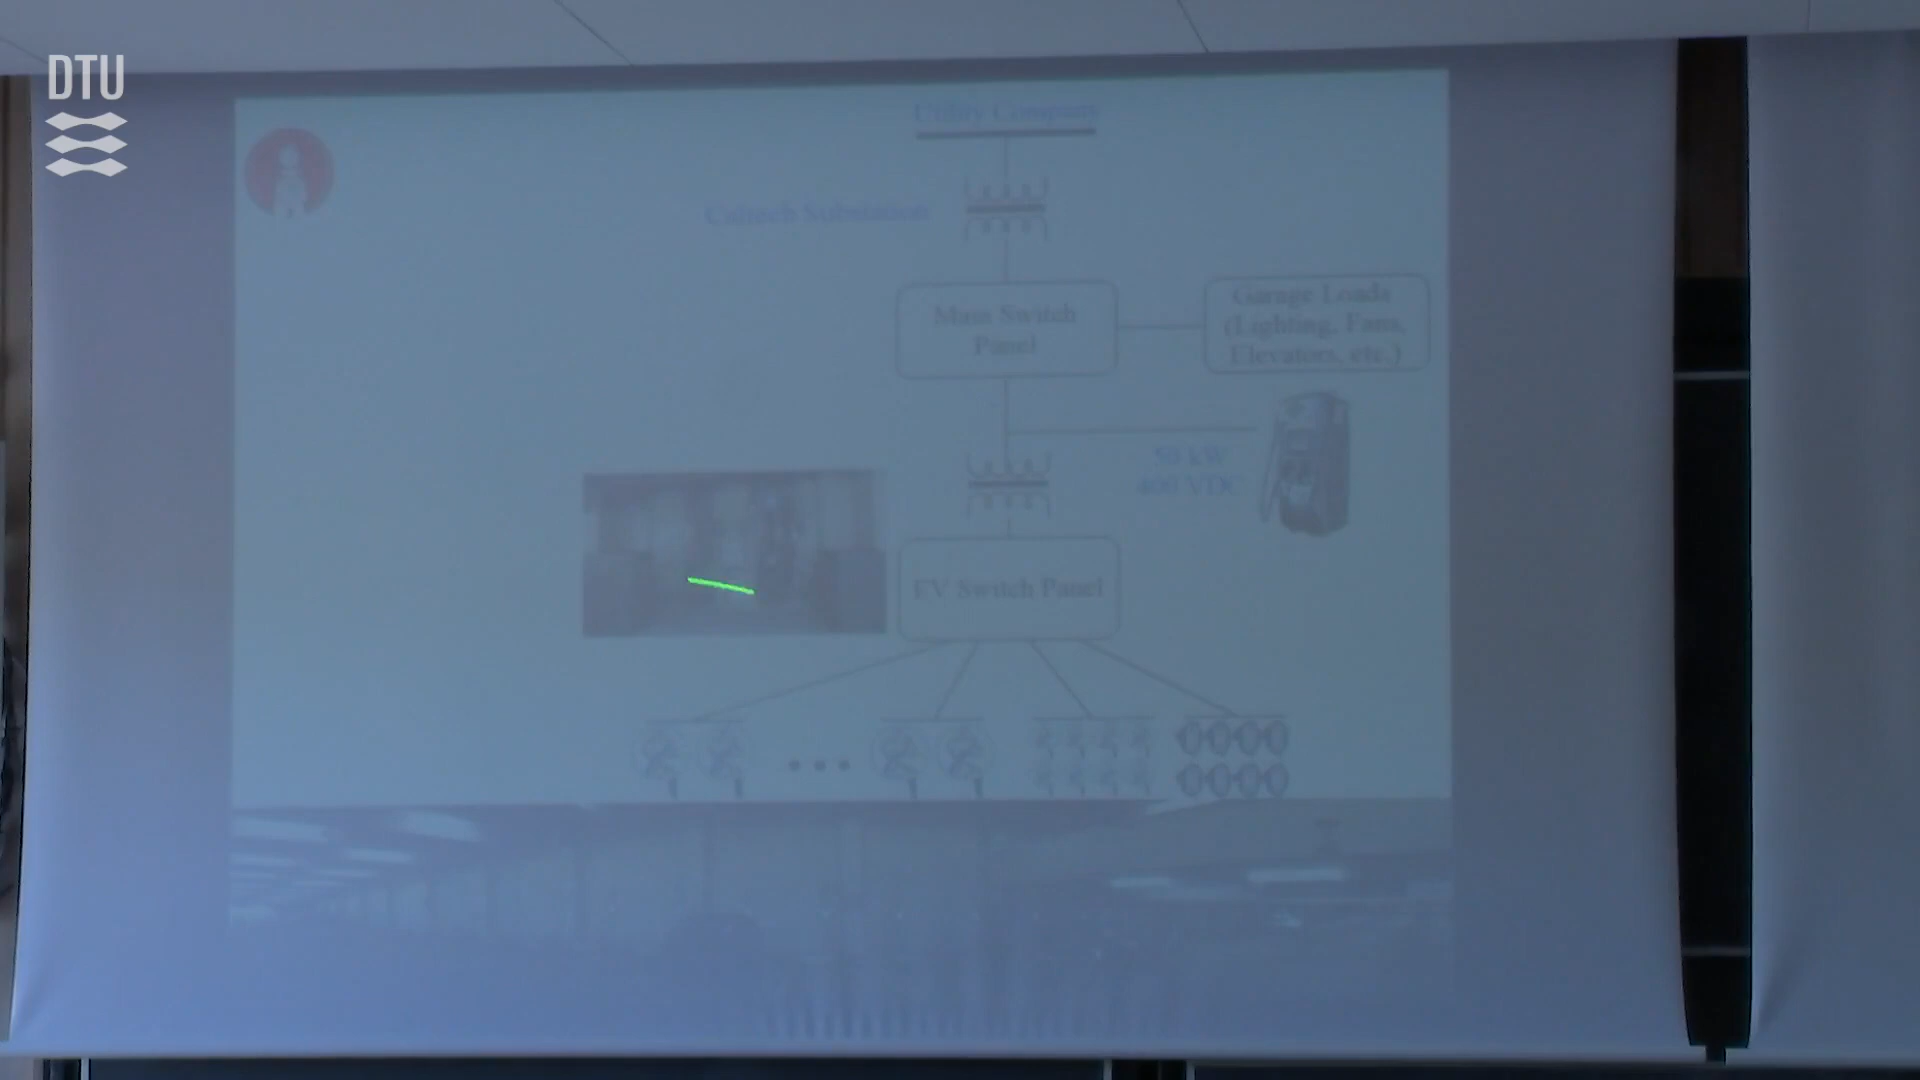 DTU
Utility Company
Caltech Substation
Main Switch
Panel
Garage Loads
(Lighting, Fans,
Elevators, etc.)
50 kW
400 VDC
EV Switch Panel